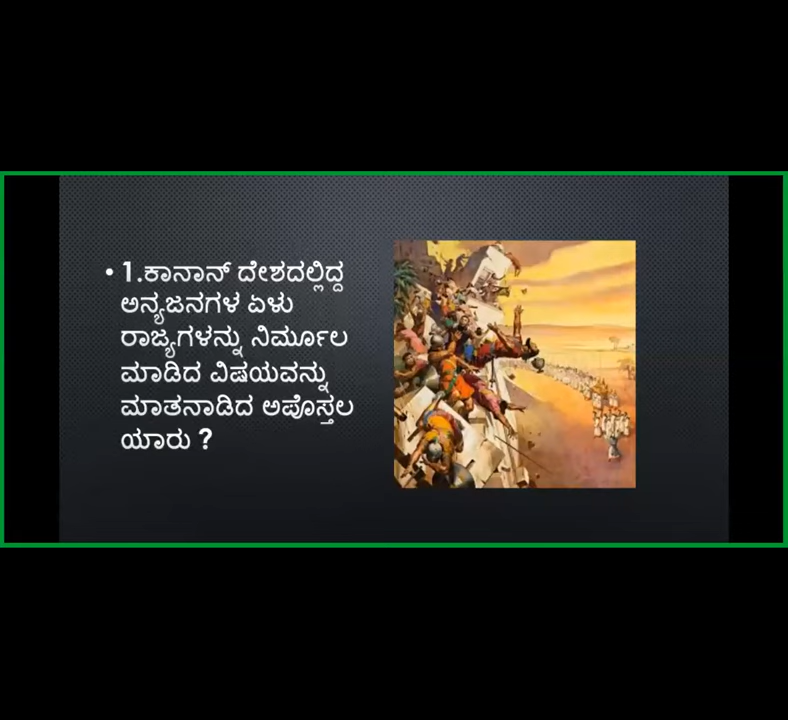 • 1.ಕಾನಾನ್ ದೇಶದಲ್ಲಿದ್ದ
ಅನ್ಯಜನಗಳ ಏಳು
ರಾಜ್ಯಗಳನ್ನು ನಿರ್ಮೂಲ
ಮಾಡಿದ ವಿಷಯವನ್ನು
ಮಾತನಾಡಿದ ಅಪೊಸ್ತಲ
ಯಾರು ?